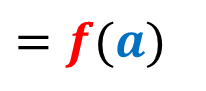 = f(a)